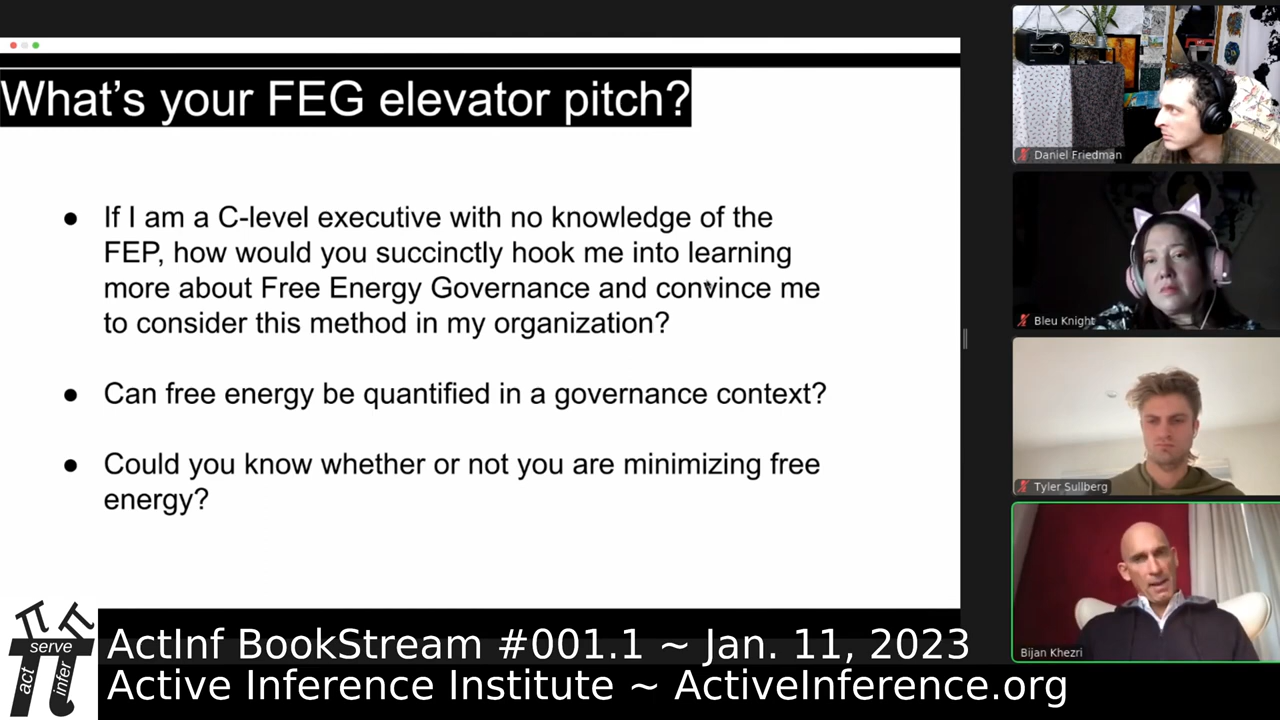 What's your FEG elevator pitch?
● If I am a C-level executive with no knowledge of the
FEP, how would you succinctly hook me into learning
more about Free Energy Governance and convince me
to consider this method in my organization?
● Can free energy be quantified in a governance context?
● Could you know whether or not you are minimizing free
energy?
Daniel Friedman
Bleu Knight
Tyler Sullberg
Bijan Khezri
act
serve
infer
ActInf BookStream #001.1 ~ Jan. 11, 2023
Active Inference Institute ~ ActiveInference.org